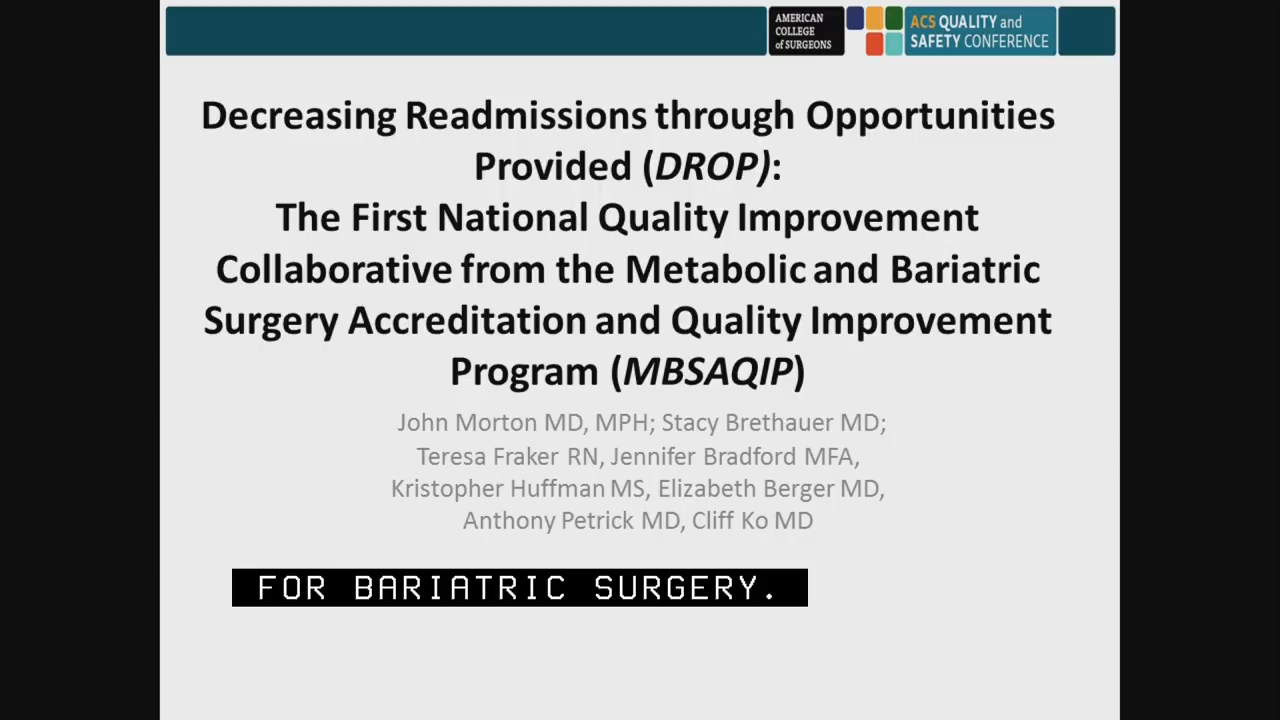 AMERICAN
COLLEGE
of SURGEONS
ACS QUALITY and
SAFETY CONFERENCE
Decreasing Readmissions through Opportunities
Provided (DROP):
The First National Quality Improvement
Collaborative from the Metabolic and Bariatric
Surgery Accreditation and Quality Improvement
Program (MBSAQIP)
John Morton MD, MPH; Stacy Brethauer MD;
Teresa Fraker RN, Jennifer Bradford MFA,
Kristopher Huffman MS, Elizabeth Berger MD,
Anthony Petrick MD, Cliff Ko MD
FOR BARIATRIC SURGERY.